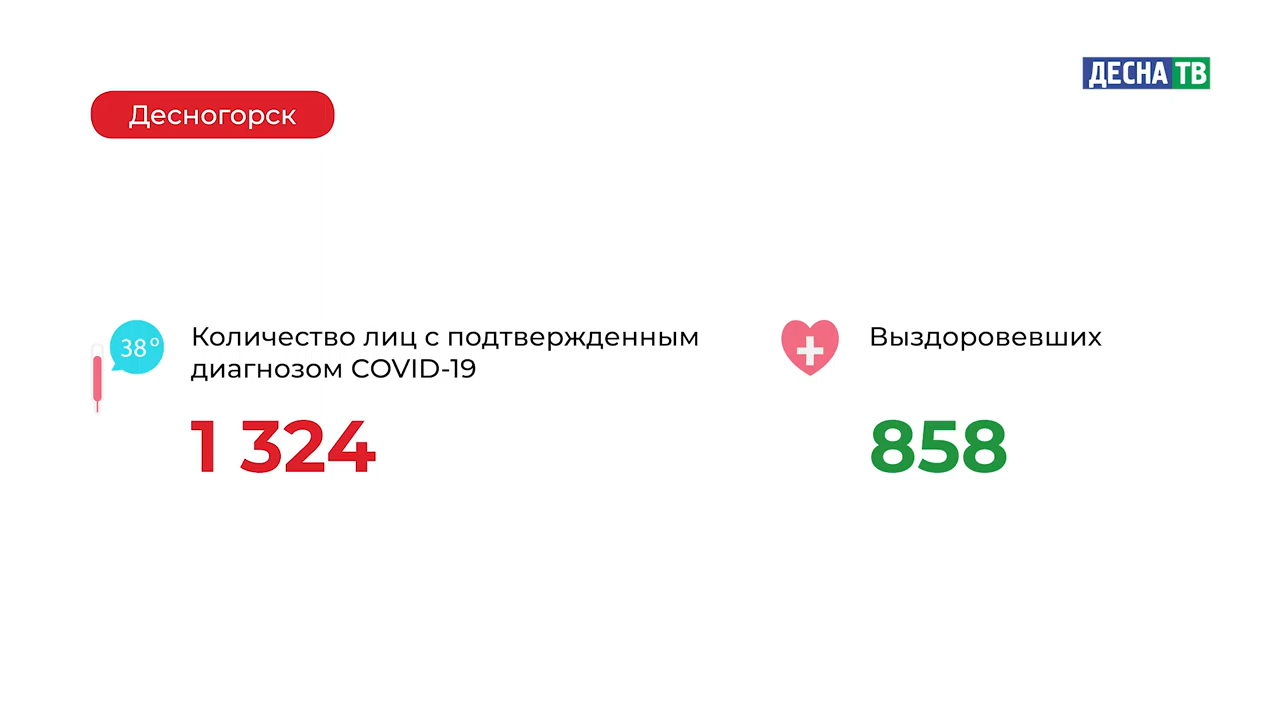 ДЕСНА ТВ
Десногорск
38°
Количество лиц с подтвержденным
диагнозом COVID-19
1 324
Выздоровевших
858